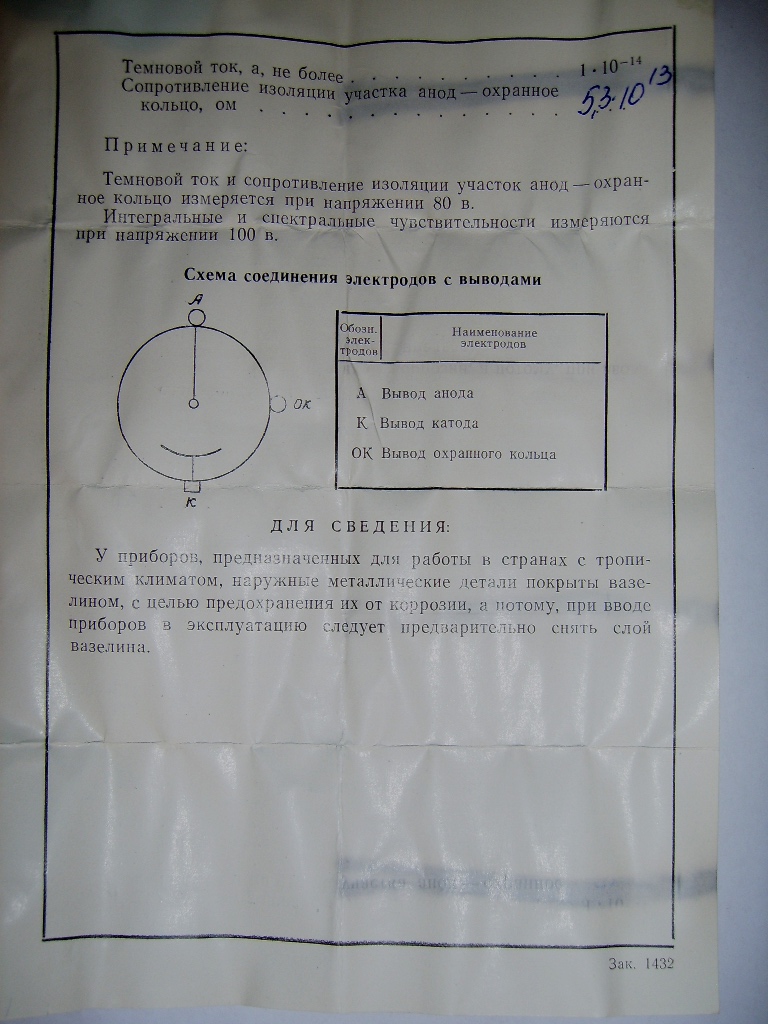 Темновой ток, а, не более . . . . . . . . . . 1·10⁻¹⁴
Сопротивление изоляции участка анод — охранное
кольцо, ом . . . . . . . . . . . . . . 5,3·10¹³
Примечание:
Темновой ток и сопротивление изоляции участок анод — охран-
ное кольцо измеряется при напряжении 80 в.
Интегральные и спектральные чувствительности измеряются
при напряжении 100 в.
Схема соединения электродов с выводами
А
ОК
К
Обозн.
элек-
тродов
Наименование
электродов
А Вывод анода
К Вывод катода
ОК Вывод охранного кольца
ДЛЯ СВЕДЕНИЯ:
У приборов, предназначенных для работы в странах с тропи-
ческим климатом, наружные металлические детали покрыты вазе-
лином, с целью предохранения их от коррозии, а потому, при вводе
приборов в эксплуатацию следует предварительно снять слой
вазелина.
Зак. 1432